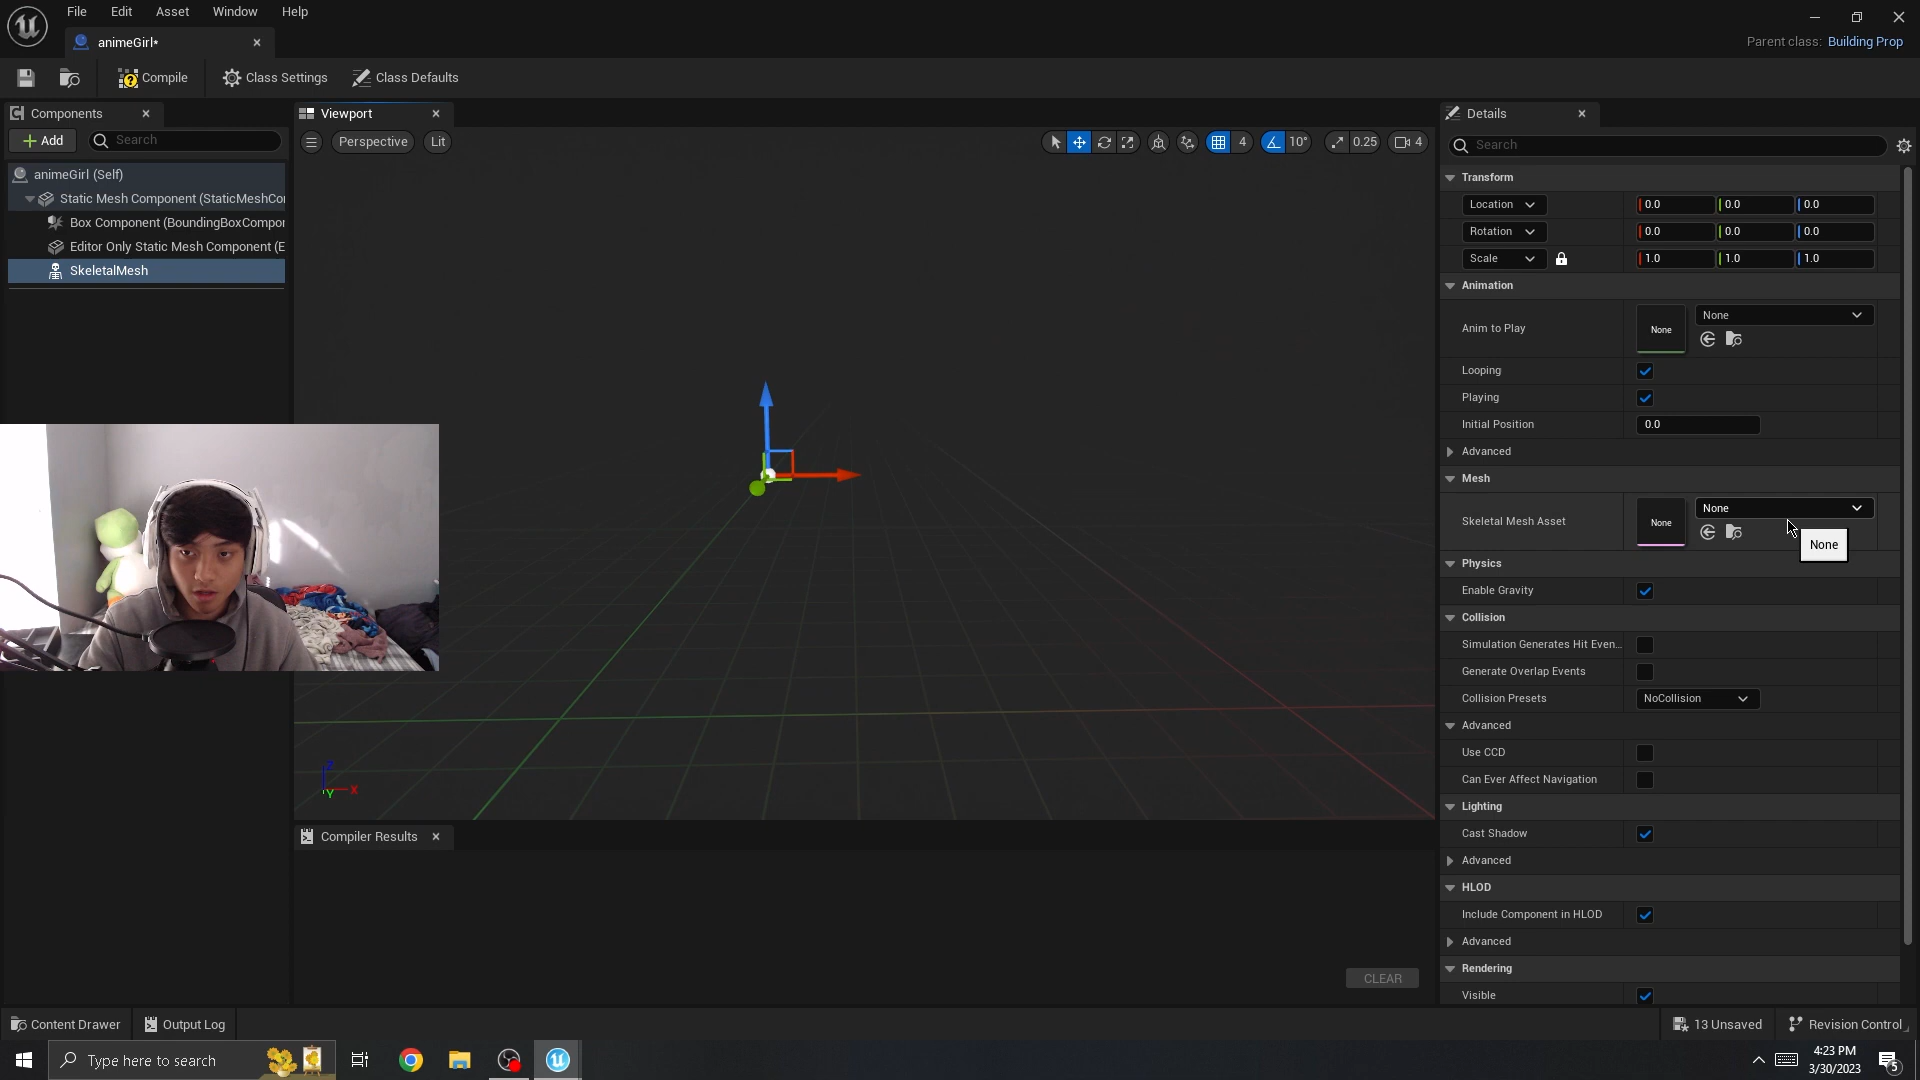 File Edit Asset Window Help
animeGirl*
Parent class: Building Prop
Compile Class Settings Class Defaults
Components
Add Search
animeGirl (Self)
Static Mesh Component (StaticMeshCor
Box Component (BoundingBoxCompor
Editor Only Static Mesh Component (E
SkeletalMesh
Viewport
Perspective Lit
4 10° 0.25 4
Z
X
Y
Compiler Results
CLEAR
Details
Search
Transform
Location 0.0 0.0 0.0
Rotation 0.0 0.0 0.0
Scale 1.0 1.0 1.0
Animation
Anim to Play None None
Looping
Playing
Initial Position 0.0
Advanced
Mesh
Skeletal Mesh Asset None None
None
Physics
Enable Gravity
Collision
Simulation Generates Hit Even...
Generate Overlap Events
Collision Presets NoCollision
Advanced
Use CCD
Can Ever Affect Navigation
Lighting
Cast Shadow
Advanced
HLOD
Include Component in HLOD
Advanced
Rendering
Visible
Content Drawer Output Log 13 Unsaved Revision Control
Type here to search
4:23 PM
3/30/2023
5